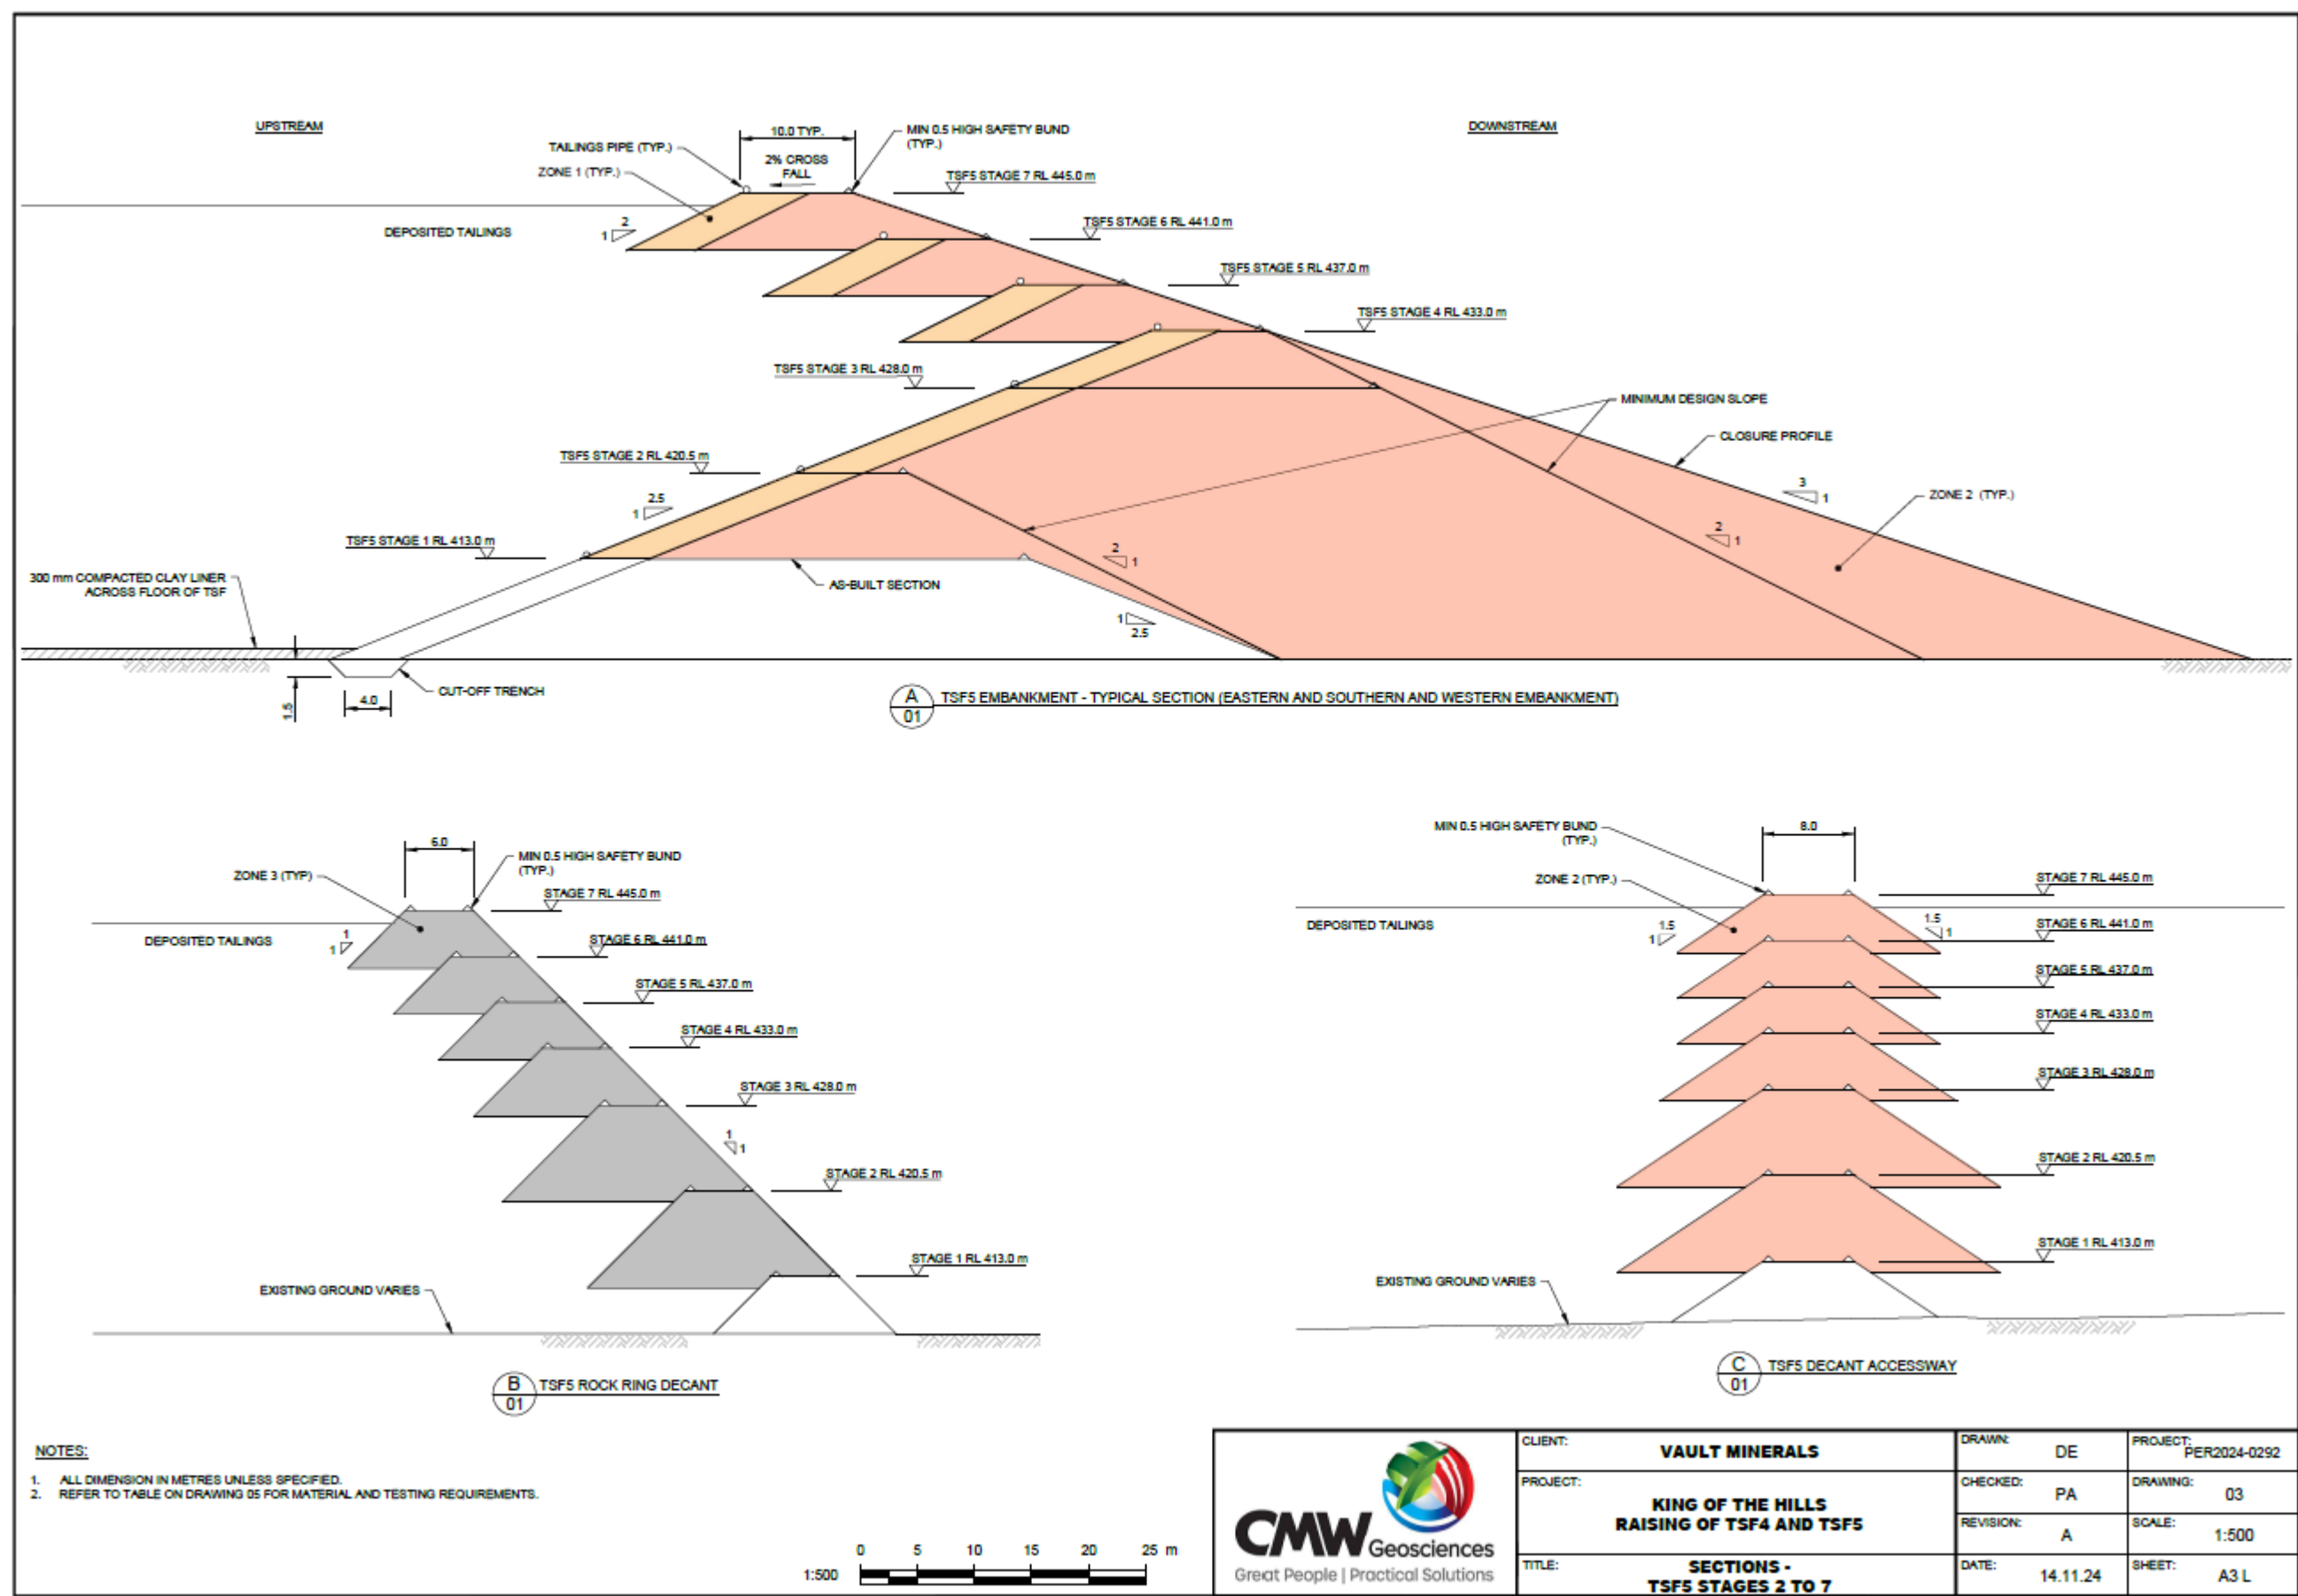 UPSTREAM
DOWNSTREAM
10.0 TYP.
MIN 0.5 HIGH SAFETY BUND
(TYP.)
TAILINGS PIPE (TYP.)
2% CROSS
FALL
ZONE 1 (TYP.)
TSF5 STAGE 7 RL 445.0 m
DEPOSITED TAILINGS
2
1
TSF5 STAGE 6 RL 441.0 m
TSF5 STAGE 5 RL 437.0 m
TSF5 STAGE 4 RL 433.0 m
TSF5 STAGE 3 RL 428.0 m
MINIMUM DESIGN SLOPE
CLOSURE PROFILE
TSF5 STAGE 2 RL 420.5 m
2.5
1
3
1
ZONE 2 (TYP.)
TSF5 STAGE 1 RL 413.0 m
2
1
2
1
300 mm COMPACTED CLAY LINER
ACROSS FLOOR OF TSF
AS-BUILT SECTION
1
2.5
CUT-OFF TRENCH
1.5
4.0
A
01
TSF5 EMBANKMENT - TYPICAL SECTION (EASTERN AND SOUTHERN AND WESTERN EMBANKMENT)
6.0
MIN 0.5 HIGH SAFETY BUND
(TYP.)
ZONE 3 (TYP)
STAGE 7 RL 445.0 m
DEPOSITED TAILINGS
1
1
STAGE 6 RL 441.0 m
STAGE 5 RL 437.0 m
STAGE 4 RL 433.0 m
STAGE 3 RL 428.0 m
1
1
STAGE 2 RL 420.5 m
STAGE 1 RL 413.0 m
EXISTING GROUND VARIES
B
01
TSF5 ROCK RING DECANT
MIN 0.5 HIGH SAFETY BUND
(TYP.)
8.0
ZONE 2 (TYP.)
STAGE 7 RL 445.0 m
DEPOSITED TAILINGS
1.5
1
1.5
1
STAGE 6 RL 441.0 m
STAGE 5 RL 437.0 m
STAGE 4 RL 433.0 m
STAGE 3 RL 428.0 m
STAGE 2 RL 420.5 m
STAGE 1 RL 413.0 m
EXISTING GROUND VARIES
C
01
TSF5 DECANT ACCESSWAY
NOTES:
1. ALL DIMENSION IN METRES UNLESS SPECIFIED.
2. REFER TO TABLE ON DRAWING 05 FOR MATERIAL AND TESTING REQUIREMENTS.
1:500
0 5 10 15 20 25 m
CMW Geosciences
Great People | Practical Solutions
CLIENT:
VAULT MINERALS
PROJECT:
KING OF THE HILLS
RAISING OF TSF4 AND TSF5
TITLE:
SECTIONS -
TSF5 STAGES 2 TO 7
DRAWN: DE
PROJECT: PER2024-0292
CHECKED: PA
DRAWING: 03
REVISION: A
SCALE: 1:500
DATE: 14.11.24
SHEET: A3 L